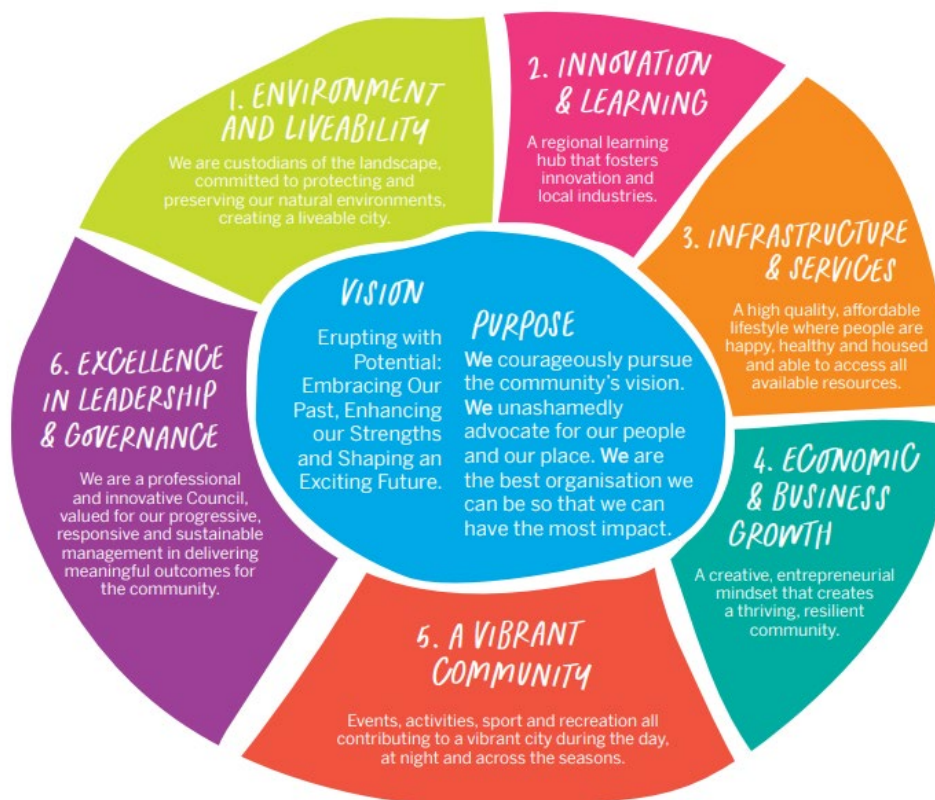 1. ENVIRONMENT
AND LIVEABILITY
We are custodians of the landscape,
committed to protecting and
preserving our natural environments,
creating a liveable city.
2. INNOVATION
& LEARNING
A regional learning
hub that fosters
innovation and
local industries.
3. INFRASTRUCTURE
& SERVICES
A high quality, affordable
lifestyle where people are
happy, healthy and housed
and able to access all
available resources.
4. ECONOMIC
& BUSINESS
GROWTH
A creative, entrepreneurial
mindset that creates
a thriving, resilient
community.
5. A VIBRANT
COMMUNITY
Events, activities, sport and recreation all
contributing to a vibrant city during the day,
at night and across the seasons.
6. EXCELLENCE
IN LEADERSHIP
& GOVERNANCE
We are a professional
and innovative Council,
valued for our progressive,
responsive and sustainable
management in delivering
meaningful outcomes for
the community.
VISION
Erupting with
Potential:
Embracing Our
Past, Enhancing
our Strengths
and Shaping an
Exciting Future.
PURPOSE
We courageously pursue
the community's vision.
We unashamedly
advocate for our people
and our place. We are
the best organisation we
can be so that we can
have the most impact.